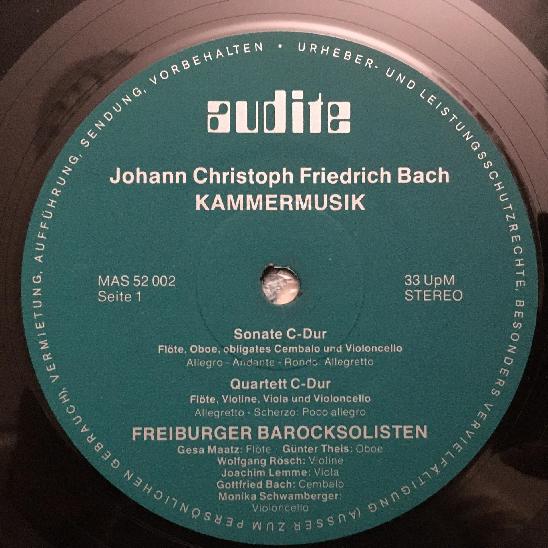 audite
Johann Christoph Friedrich Bach
KAMMERMUSIK
MAS 52 002
Seite 1
33 UpM
STEREO
Sonate C-Dur
Flöte, Oboe, obligates Cembalo und Violoncello
Allegro - Andante - Rondo: Allegretto
Quartett C-Dur
Flöte, Violine, Viola und Violoncello
Allegretto - Scherzo: Poco allegro
FREIBURGER BAROCKSOLISTEN
Gesa Maatz: Flöte · Günter Theis: Oboe
Wolfgang Rösch: Violine
Joachim Lemme: Viola
Gottfried Bach: Cembalo
Monika Schwamberger:
Violoncello
URHEBER- UND LEISTUNGSSCHUTZRECHTE, BESONDERS VERVIELFÄLTIGUNG (AUSSER ZUM PERSÖNLICHEN GEBRAUCH), VERMIETUNG, AUFFÜHRUNG, SENDUNG, VORBEHALTEN •